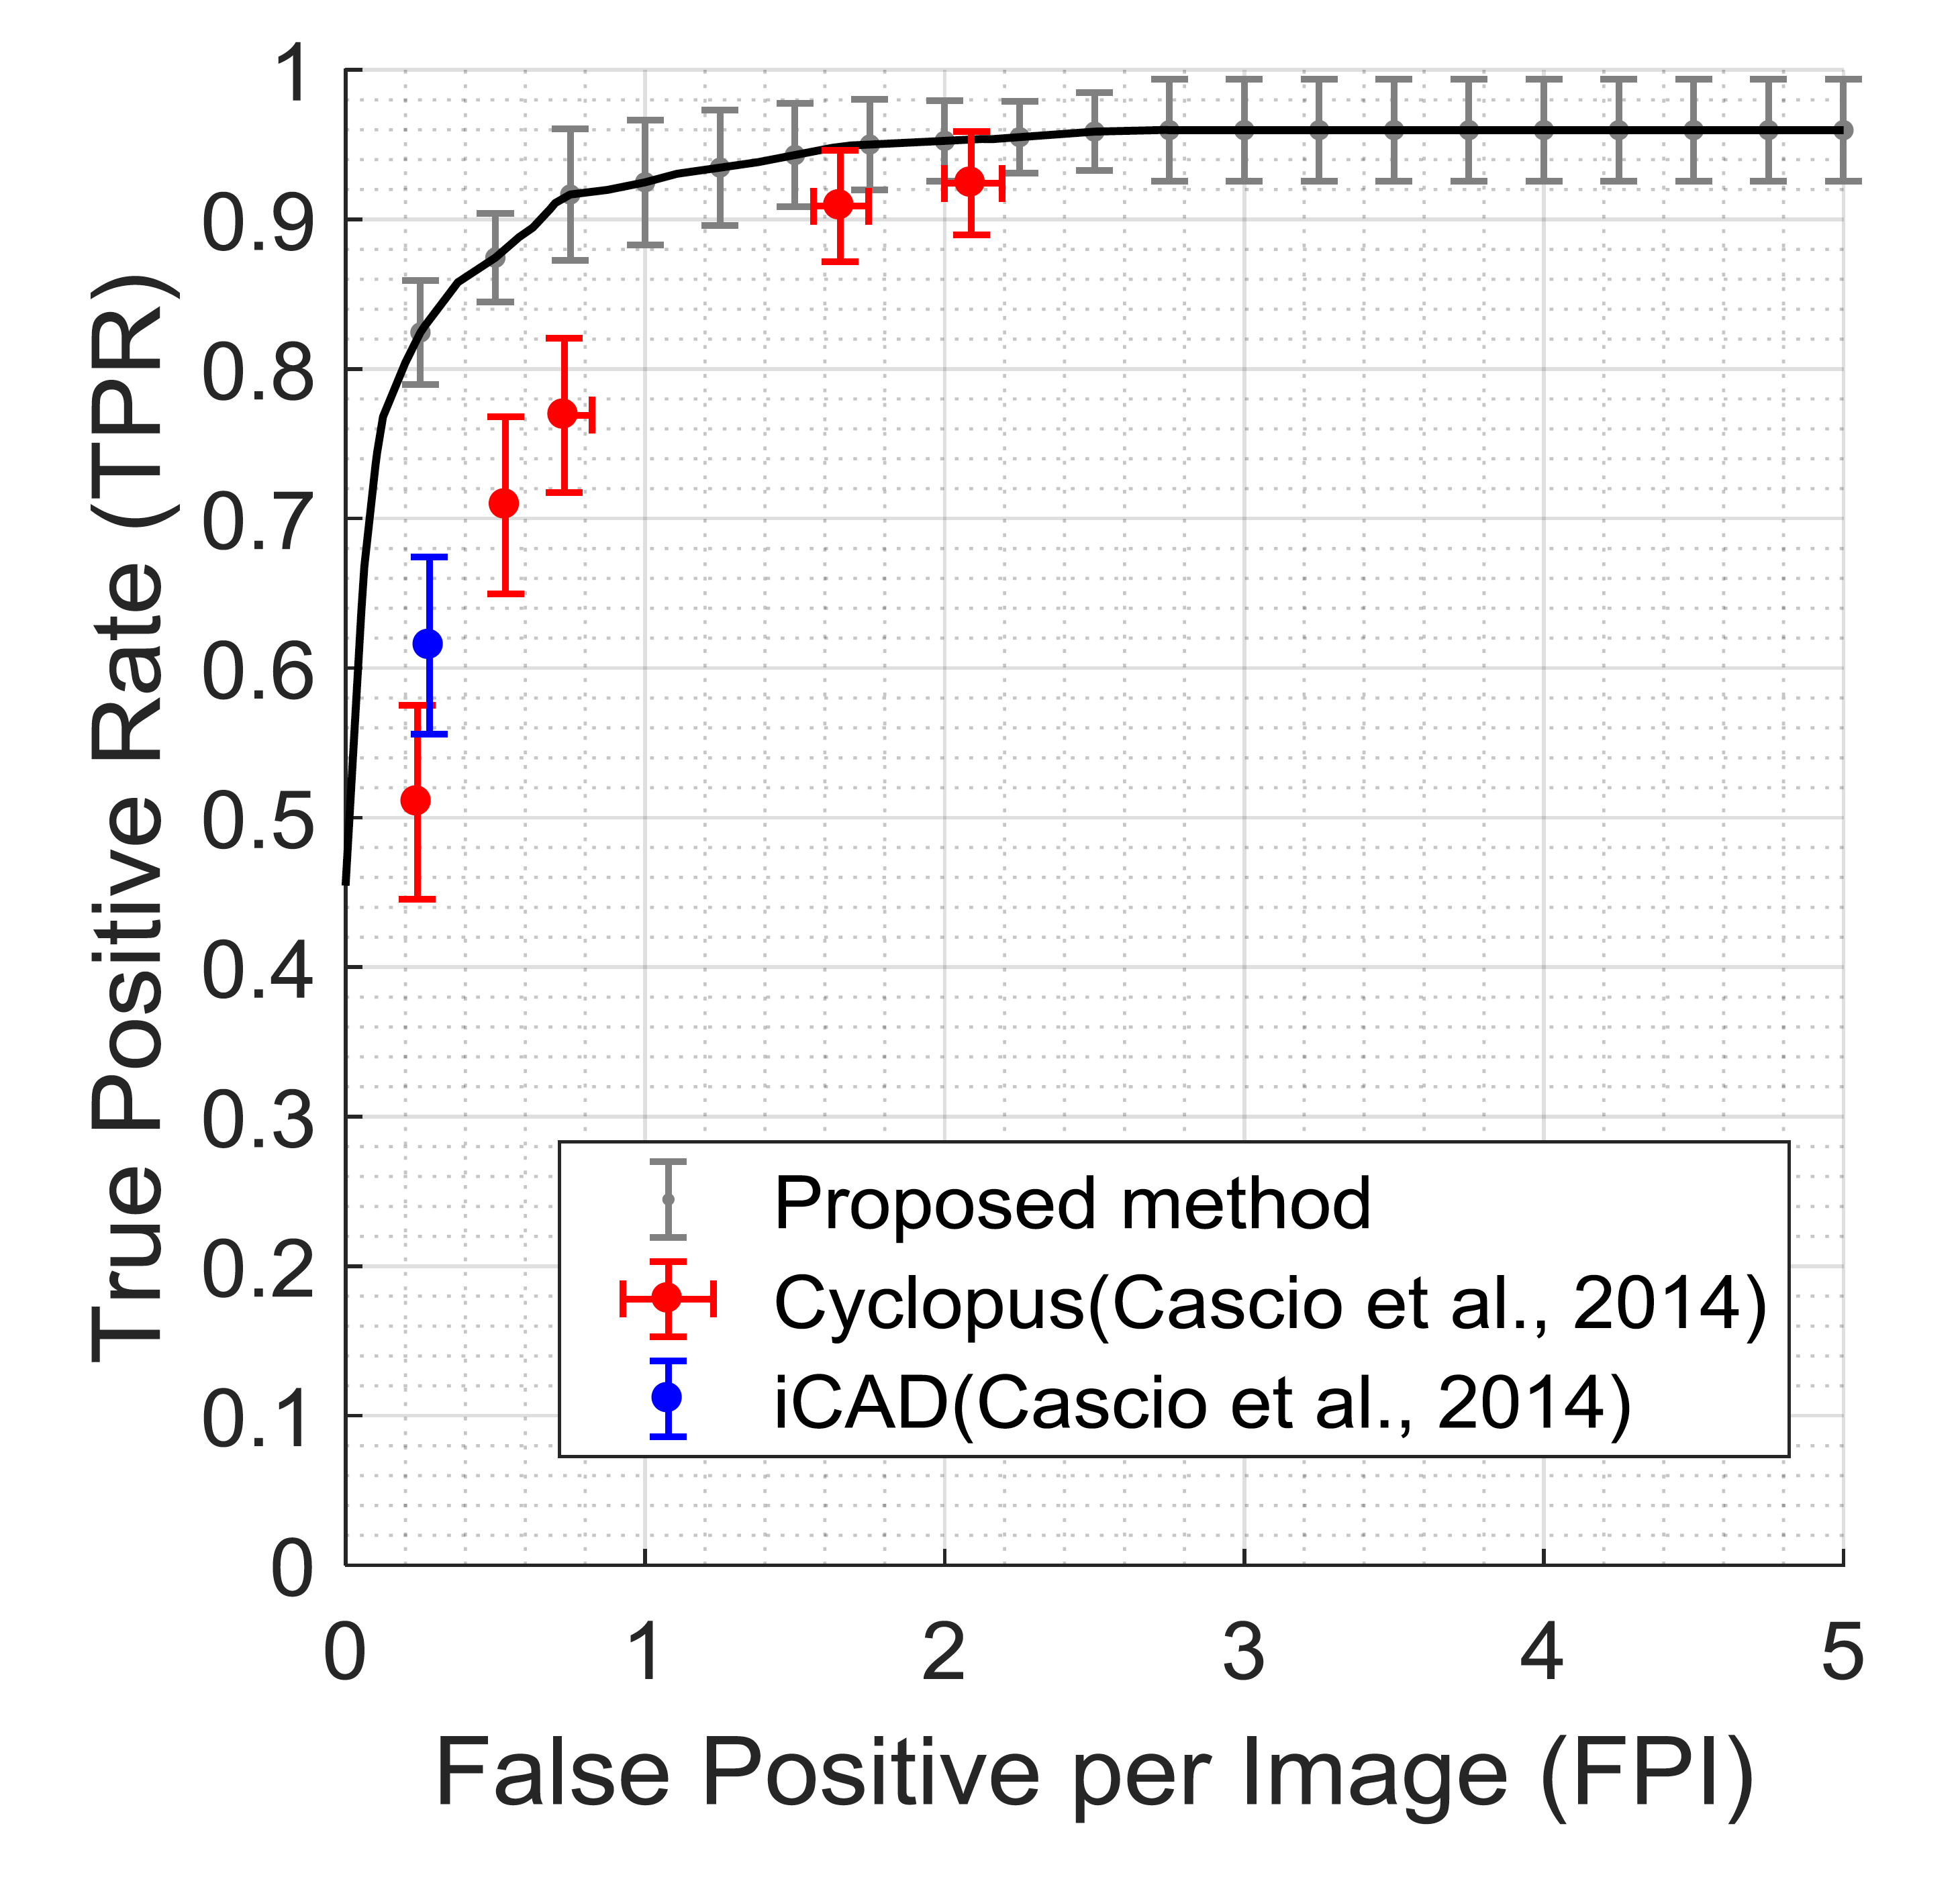 True Positive Rate (TPR)
1
0.9
0.8
0.7
0.6
0.5
0.4
0.3
0.2
0.1
0
Proposed method
Cyclopus(Cascio et al., 2014)
iCAD(Cascio et al., 2014)
0 1 2 3 4 5
False Positive per Image (FPI)